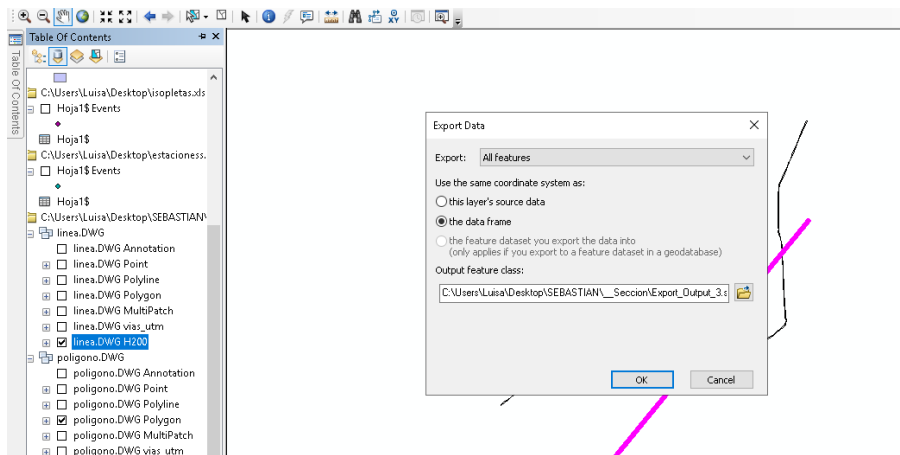 Table Of Contents
Table Of Contents
C:\Users\Luisa\Desktop\isopletas.xls
Hoja1$ Events
Hoja1$
C:\Users\Luisa\Desktop\estacioness.
Hoja1$ Events
Hoja1$
C:\Users\Luisa\Desktop\SEBASTIAN\
linea.DWG
linea.DWG Annotation
linea.DWG Point
linea.DWG Polyline
linea.DWG Polygon
linea.DWG MultiPatch
linea.DWG vias_utm
linea.DWG H200
poligono.DWG
poligono.DWG Annotation
poligono.DWG Point
poligono.DWG Polyline
poligono.DWG Polygon
poligono.DWG MultiPatch
poligono.DWG vias utm
Export Data
Export: All features
Use the same coordinate system as:
this layer's source data
the data frame
the feature dataset you export the data into
(only applies if you export to a feature dataset in a geodatabase)
Output feature class:
C:\Users\Luisa\Desktop\SEBASTIAN\__Seccion\Export_Output_3.s
OK
Cancel